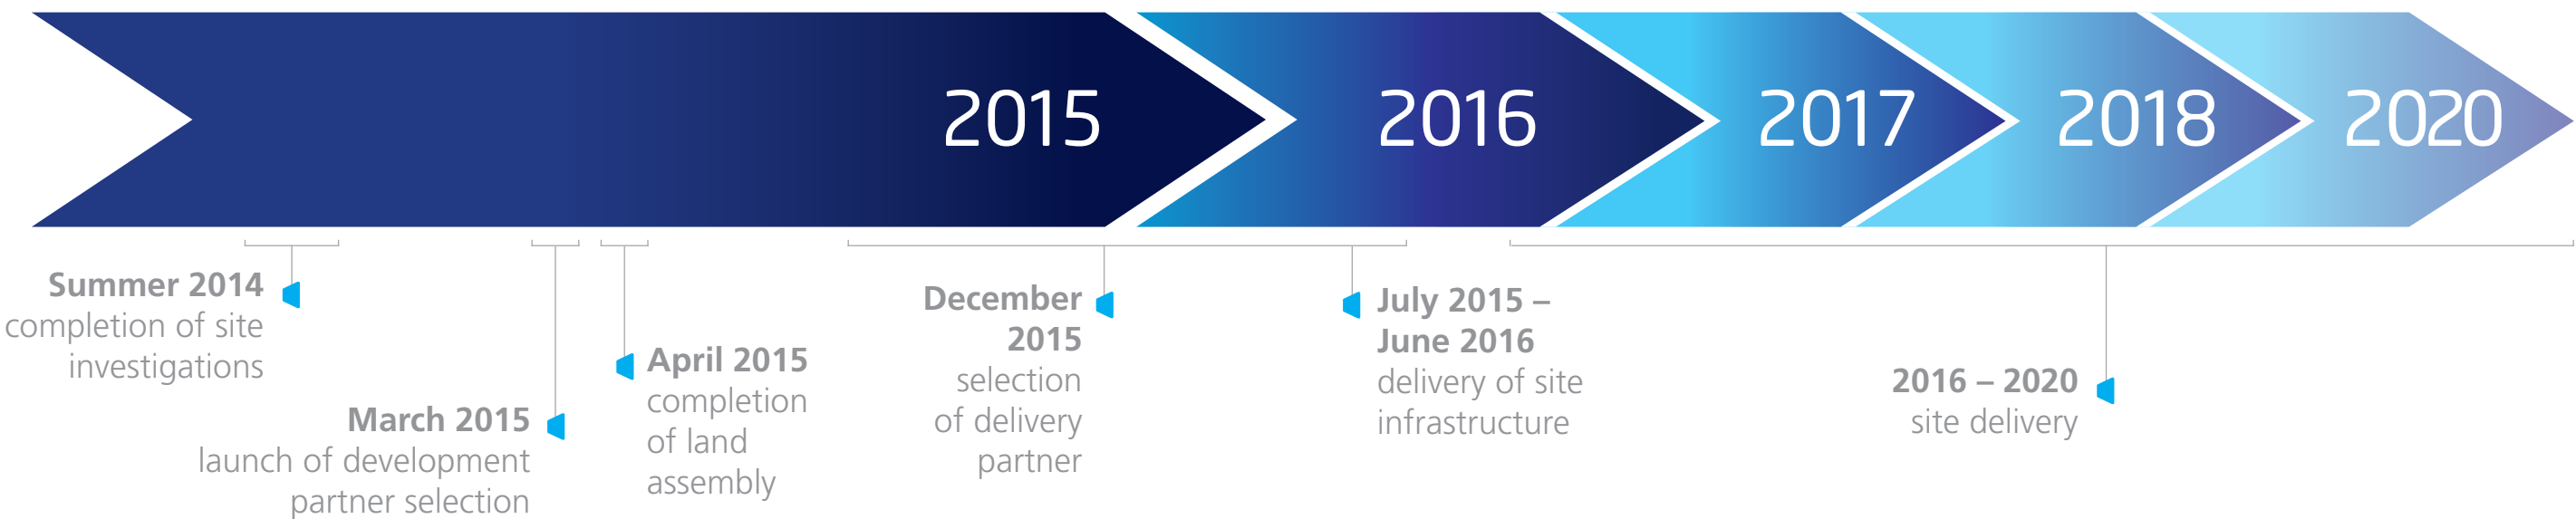 2015
2016
2017
2018
2020
Summer 2014
completion of site
investigations
March 2015
launch of development
partner selection
April 2015
completion
of land
assembly
December
2015
selection
of delivery
partner
July 2015 –
June 2016
delivery of site
infrastructure
2016 – 2020
site delivery